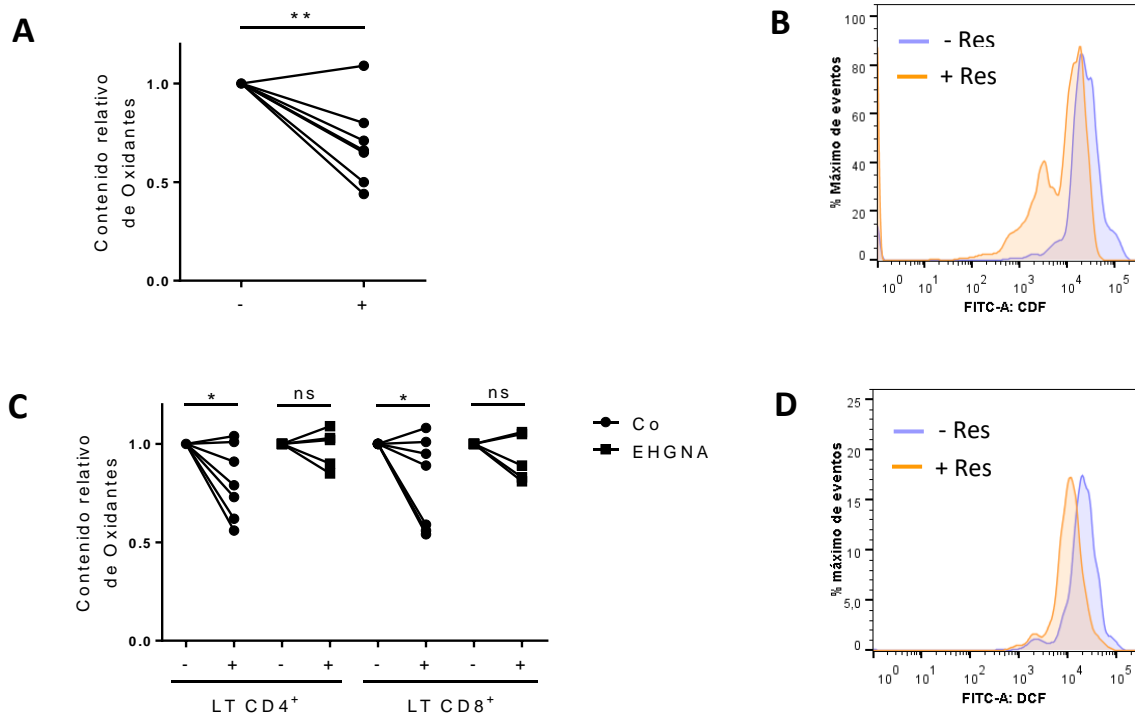 A
**
Contenido relativo
de Oxidantes
1.0
0.5
0.0
- +
B
- Res
+ Res
% Máximo de eventos
100
80
60
40
20
0
10^0 10^1 10^2 10^3 10^4 10^5
FITC-A: CDF
C
* ns * ns
Contenido relativo
de Oxidantes
1.0
0.5
0.0
- + - + - + - +
LT CD4+ LT CD8+
Co
EHGNA
D
- Res
+ Res
% máximo de eventos
25
20
15
10
5,0
0
10^0 10^1 10^2 10^3 10^4 10^5
FITC-A: DCF